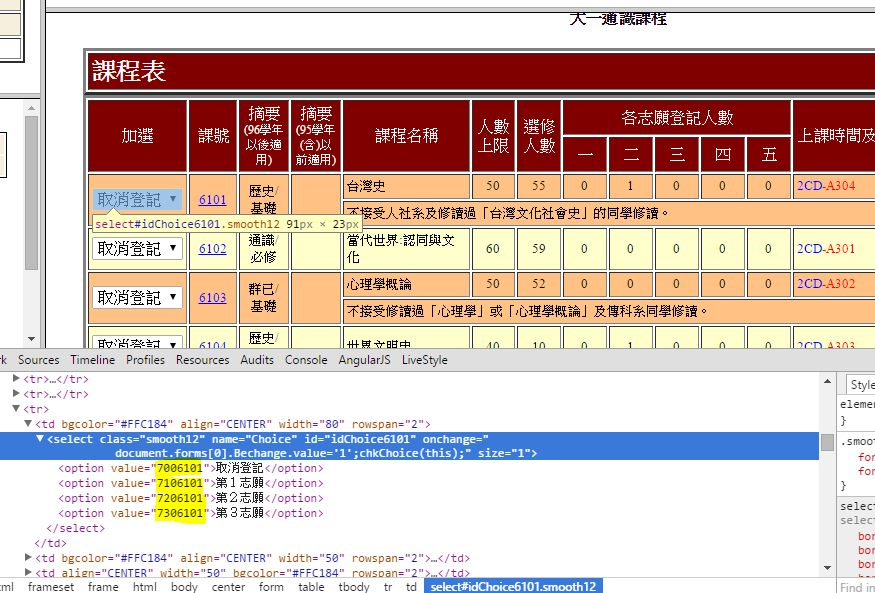 大一通識課程
課程表
加選 課號 摘要(96學年以後適用) 摘要(95學年(含)以前適用) 課程名稱 人數上限 選修人數 各志願登記人數 上課時間及
一 二 三 四 五
取消登記 6101 歷史/基礎 台灣史 50 55 0 1 0 0 0 2CD-A304
不接受人社系及修讀過「台灣文化社會史」的同學修讀。
select#idChoice6101.smooth12 91px × 23px
取消登記 6102 通識/必修 當代世界:認同與文化 60 59 0 0 0 0 0 2CD-A301
取消登記 6103 群己/基礎 心理學概論 50 52 0 0 0 0 0 2CD-A302
不接受修讀過「心理學」或「心理學概論」及傳科系同學修讀。
取消登記 6104 歷史/ 世界文明史 40 10 0 1 0 0 0 2CD-A303
rk Sources Timeline Profiles Resources Audits Console AngularJS LiveStyle
<tr>…</tr>
<tr>…</tr>
<tr>
<td bgcolor="#FFC184" align="CENTER" width="80" rowspan="2">
<select class="smooth12" name="Choice" id="idChoice6101" onchange="
document.forms[0].Bechange.value='1';chkChoice(this);" size="1">
<option value="7006101">取消登記</option>
<option value="7106101">第１志願</option>
<option value="7206101">第２志願</option>
<option value="7306101">第３志願</option>
</select>
</td>
<td bgcolor="#FFC184" align="CENTER" width="50" rowspan="2">…</td>
<td align="CENTER" width="50" bgcolor="#FFC184" rowspan="2">…</td>
tml frameset frame html body center form table tbody tr td select#idChoice6101.smooth12
Style
elemen
}
.smoo
fon
fon
}
select
select
bor
bor
bor
bor
Find in